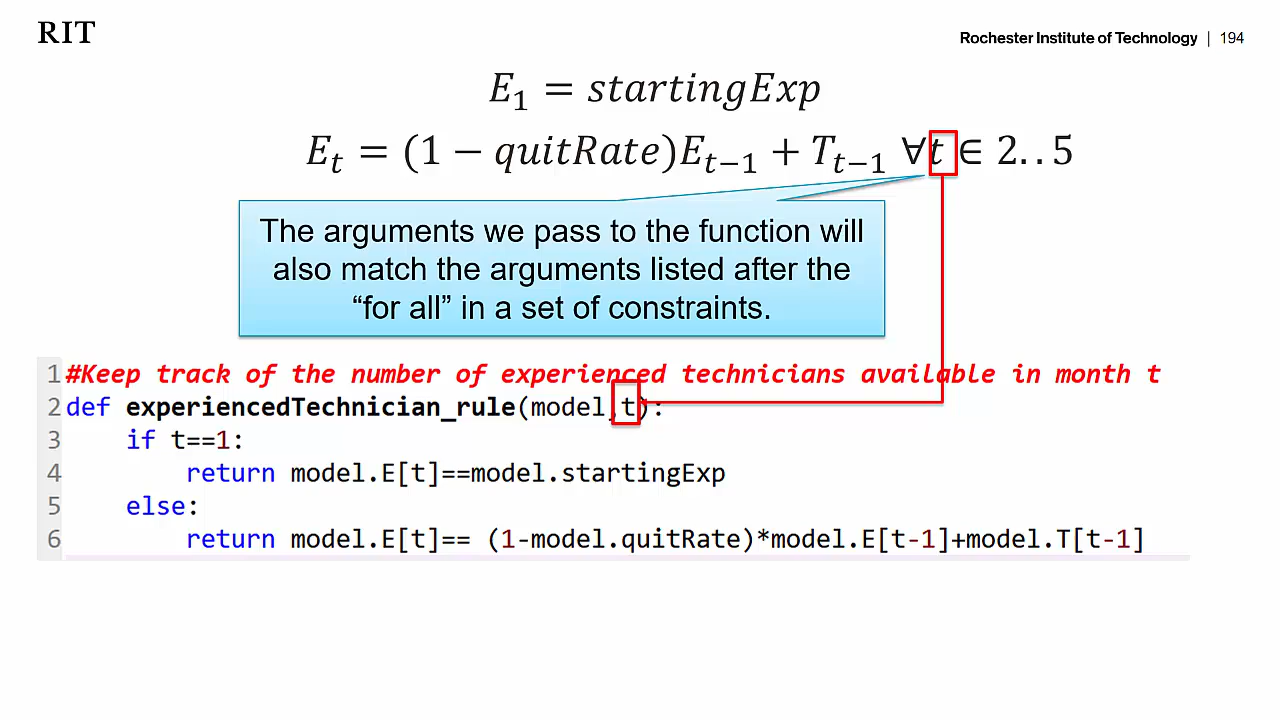 RIT
Rochester Institute of Technology | 194
E₁ = startingExp
Eₜ = (1 − quitRate)Eₜ₋₁ + Tₜ₋₁ ∀t ∈ 2..5
The arguments we pass to the function will
also match the arguments listed after the
“for all” in a set of constraints.
1 #Keep track of the number of experienced technicians available in month t
2 def experiencedTechnician_rule(model,t):
3     if t==1:
4         return model.E[t]==model.startingExp
5     else:
6         return model.E[t]== (1-model.quitRate)*model.E[t-1]+model.T[t-1]